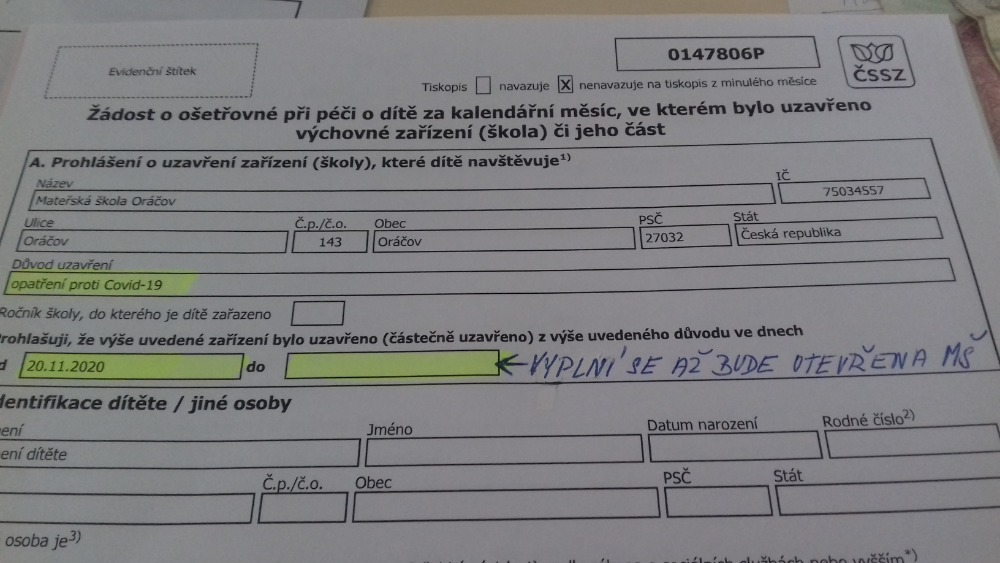 Evidenční štítek
0147806P
ČSSZ
Tiskopis navazuje X nenavazuje na tiskopis z minulého měsíce
Žádost o ošetřovné při péči o dítě za kalendářní měsíc, ve kterém bylo uzavřeno
výchovné zařízení (škola) či jeho část
A. Prohlášení o uzavření zařízení (školy), které dítě navštěvuje1)
Název IČ
Mateřská škola Oráčov 75034557
Ulice Č.p./č.o. Obec PSČ Stát
Oráčov 143 Oráčov 27032 Česká republika
Důvod uzavření
opatření proti Covid-19
Ročník školy, do kterého je dítě zařazeno
rohlašuji, že výše uvedené zařízení bylo uzavřeno (částečně uzavřeno) z výše uvedeného důvodu ve dnech
d 20.11.2020 do ← VYPLNÍ SE AŽ BUDE OTEVŘENA MŠ
dentifikace dítěte / jiné osoby
ení Jméno Datum narození Rodné číslo2)
ení dítěte
Č.p./č.o. Obec PSČ Stát
osoba je3)